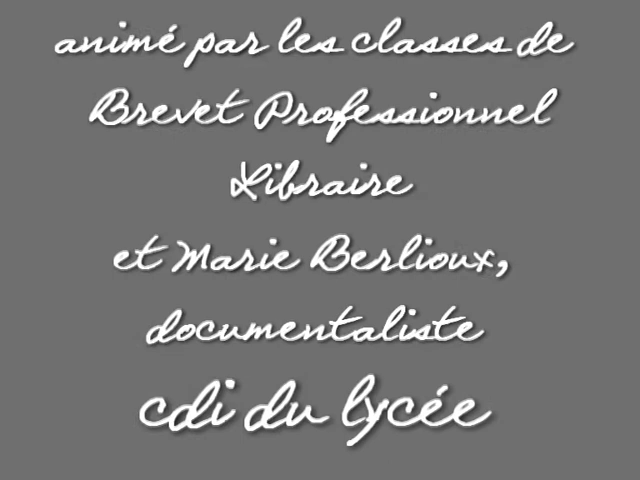 animé par les classes de
Brevet Professionnel
Libraire
et Marie Berlioux,
documentaliste
cdi du lycée